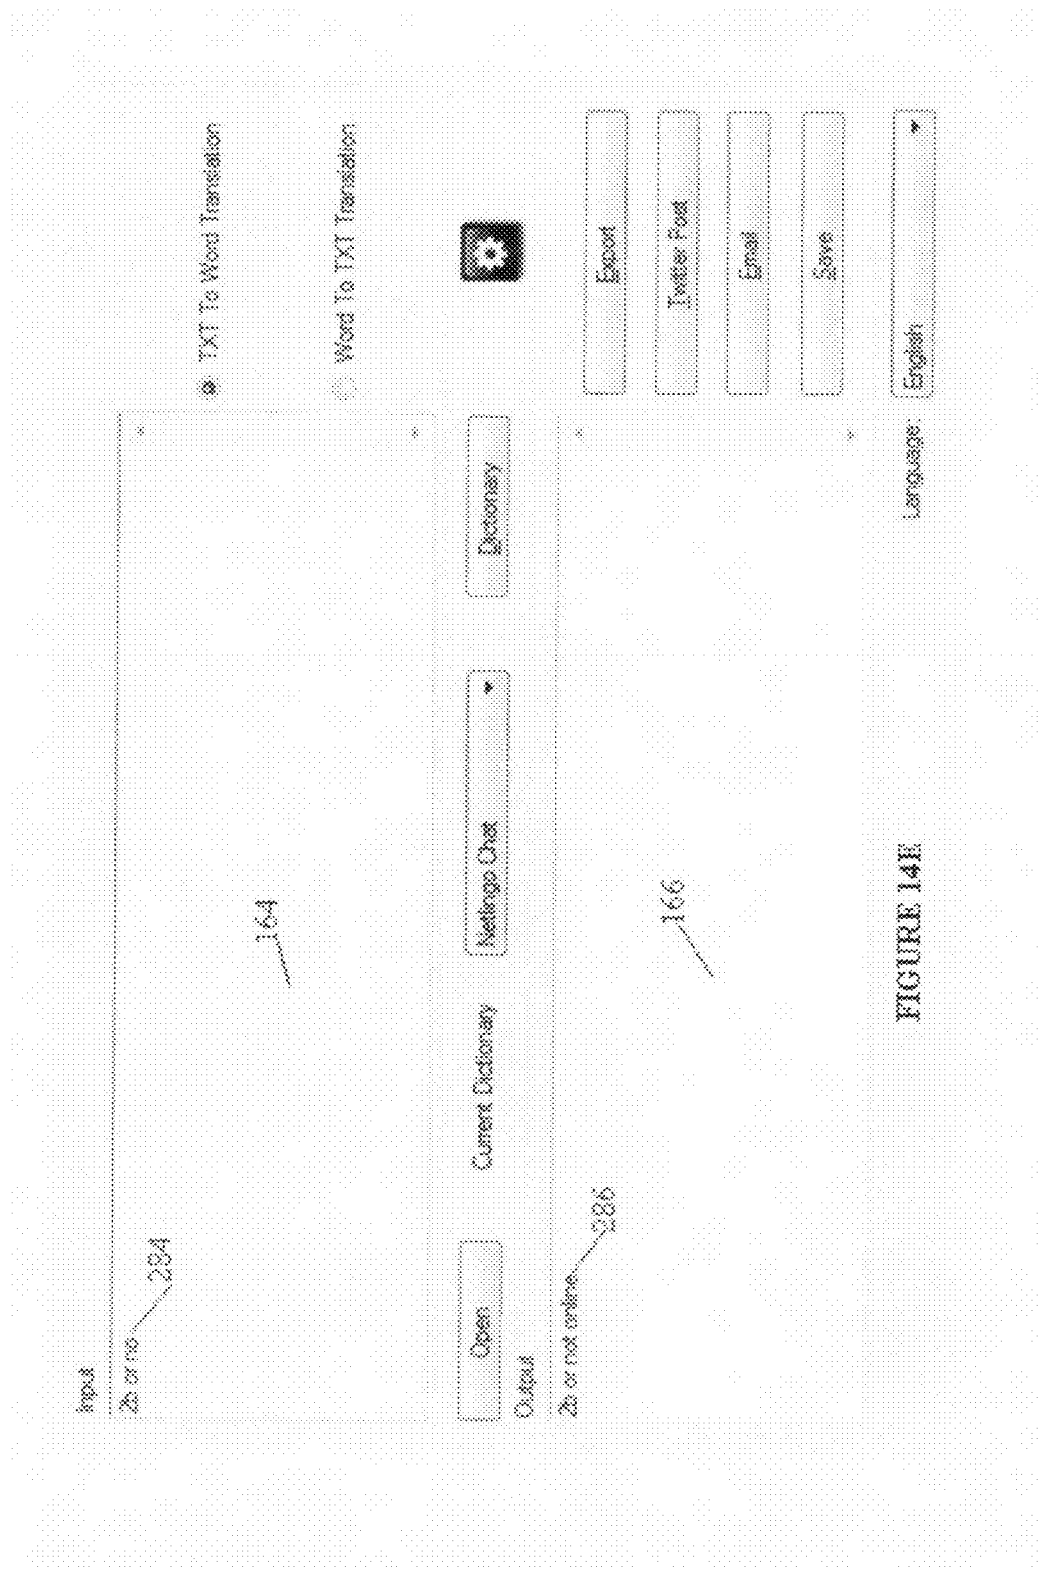 Input
2b or no
284
164
TXT To Word Translation
Word To TXT Translation
Open
Current Dictionary
Netlingo Chat
Dictionary
Output
2b or not online
286
166
Export
Twitter Post
Email
Save
Language:
English
FIGURE 14E